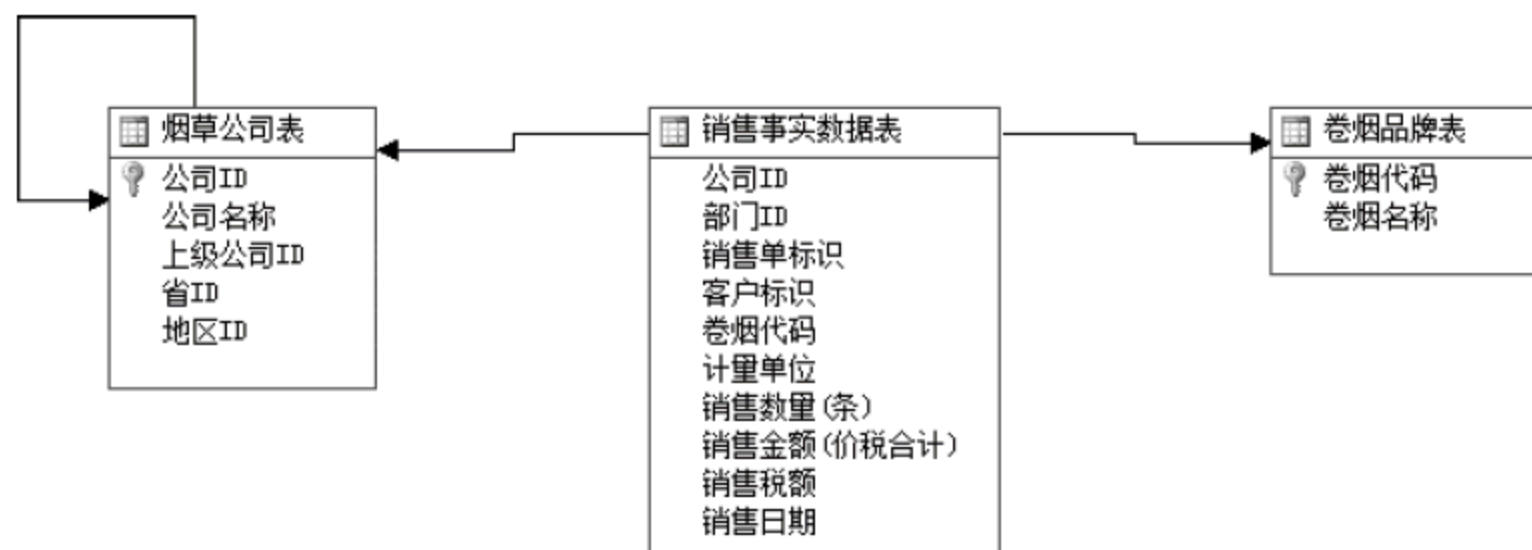 烟草公司表
公司ID
公司名称
上级公司ID
省ID
地区ID
销售事实数据表
公司ID
部门ID
销售单标识
客户标识
卷烟代码
计量单位
销售数量(条)
销售金额(价税合计)
销售税额
销售日期
卷烟品牌表
卷烟代码
卷烟名称